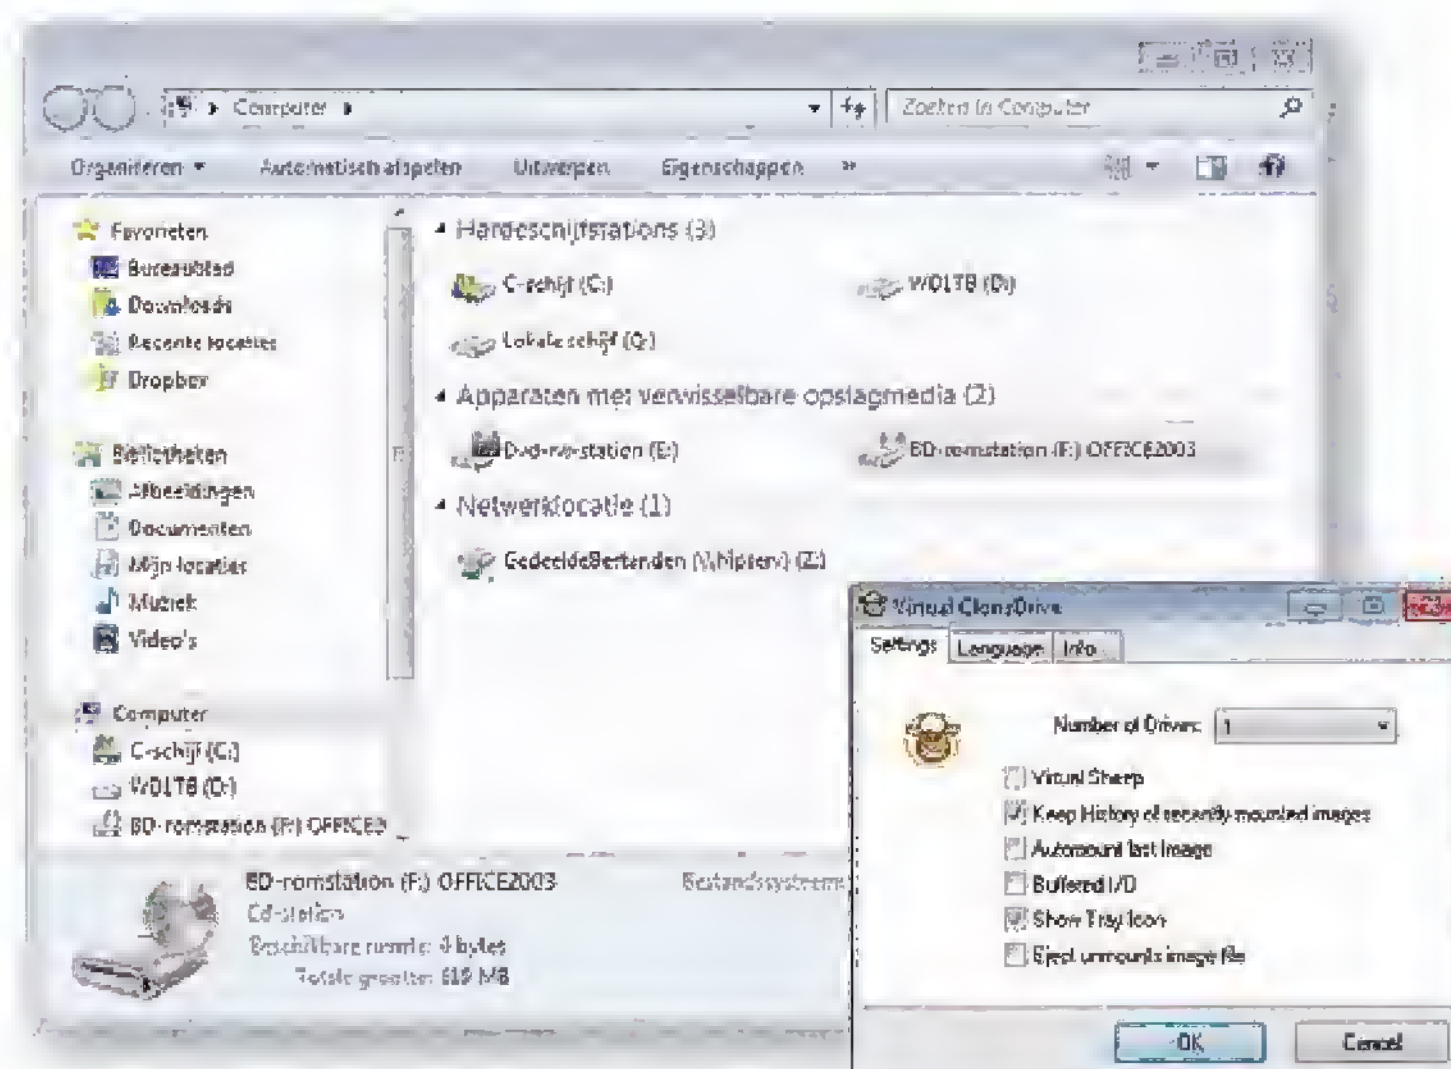 Computer
Zoeken in Computer
Organiseren
Automatisch afspelen
Uitwerpen
Eigenschappen
»
Favorieten
Bureaublad
Downloads
Recente locaties
Dropbox
Bibliotheken
Afbeeldingen
Documenten
Mijn locaties
Muziek
Video's
Computer
C-schijf (C:)
WD1TB (D:)
BD-romstation (F:) OFFICE2
Hardeschijfstations (3)
C-schijf (C:)
WD1TB (D:)
Lokale schijf (Q:)
Apparaten met verwisselbare opslagmedia (2)
Dvd-rw-station (E:)
BD-romstation (F:) OFFICE2003
Netwerklocatie (1)
GedeeldeBestanden (Z:)
BD-romstation (F:) OFFICE2003
Bestandssysteem
Cd-station
Beschikbare ruimte: 0 bytes
Totale grootte:  MB
Virtual CloneDrive
Settings
Language
Info
Number of Drives: 1
Virtual Sheep
Keep History of recently mounted images
Automount last image
Buffered I/O
Show Tray Icon
Eject unmounts image file
OK
Cancel